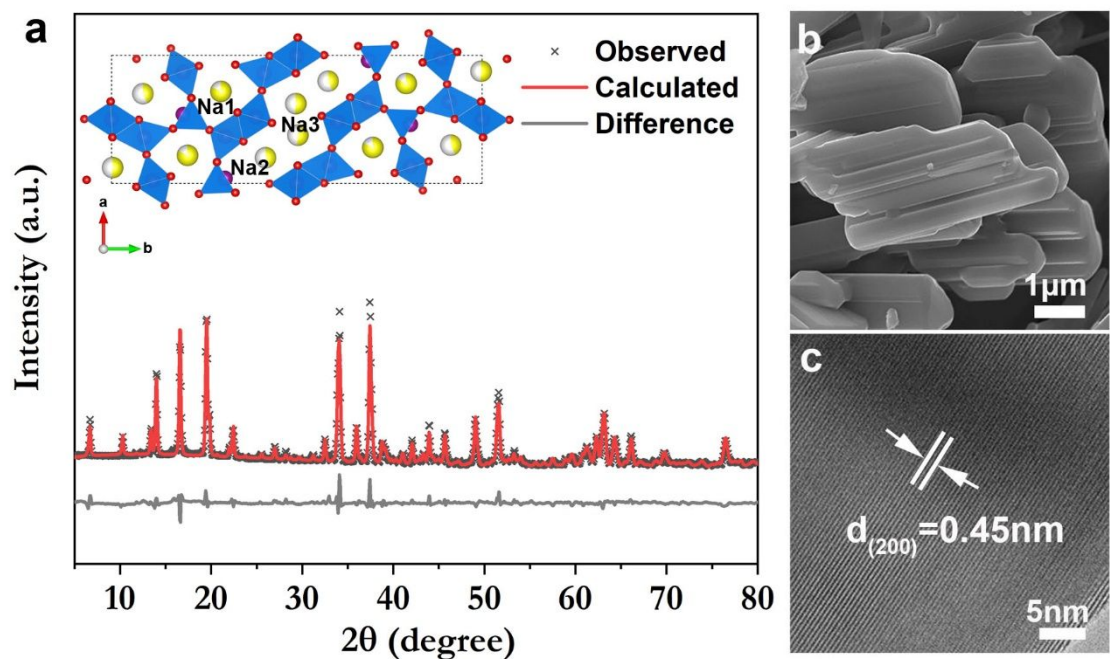 a
Observed
Calculated
Difference
Na1
Na3
Na2
a
b
Intensity (a.u.)
10 20 30 40 50 60 70 80
2θ (degree)
b
1μm
c
d(200)=0.45nm
5nm